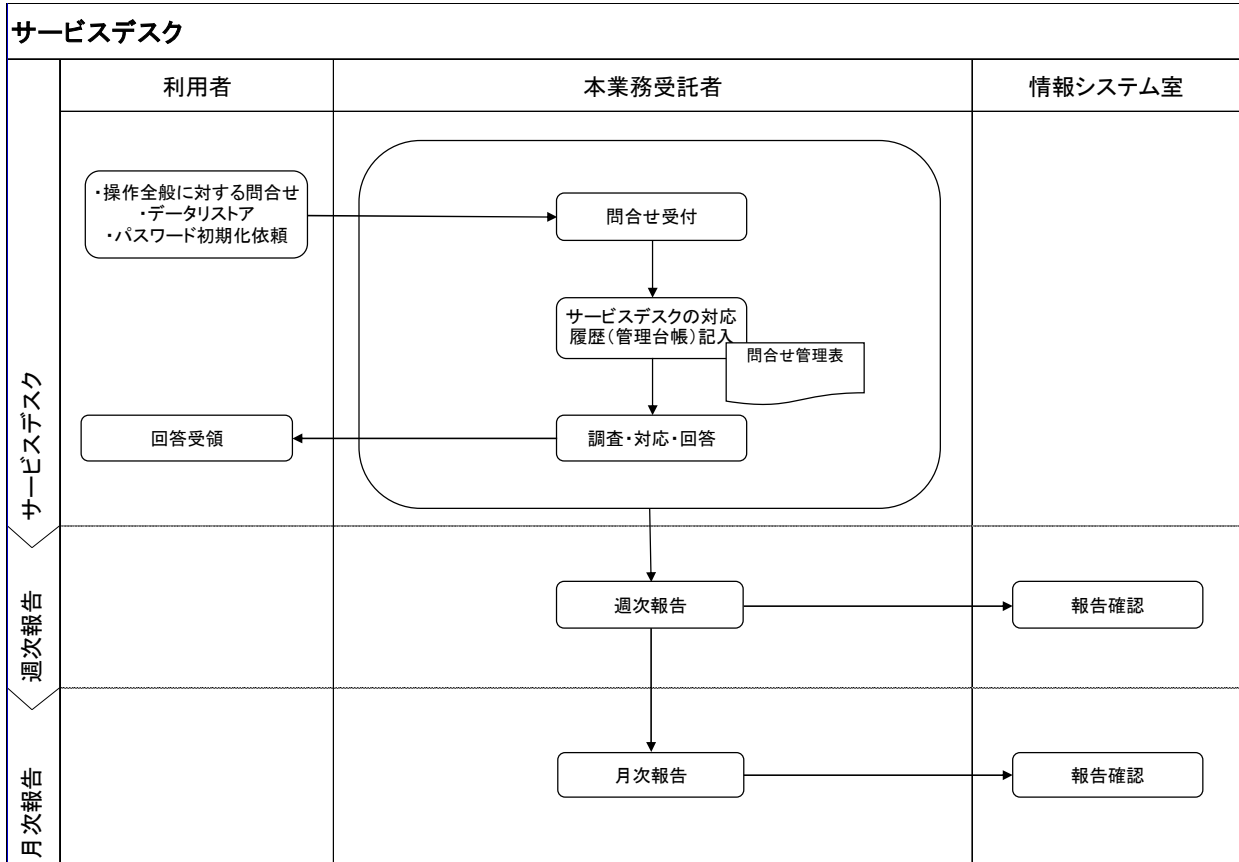 サービスデスク
利用者
本業務受託者
情報システム室
サービスデスク
・操作全般に対する問合せ
・データリストア
・パスワード初期化依頼
問合せ受付
サービスデスクの対応
履歴(管理台帳)記入
問合せ管理表
回答受領
調査・対応・回答
週次報告
週次報告
報告確認
月次報告
月次報告
報告確認